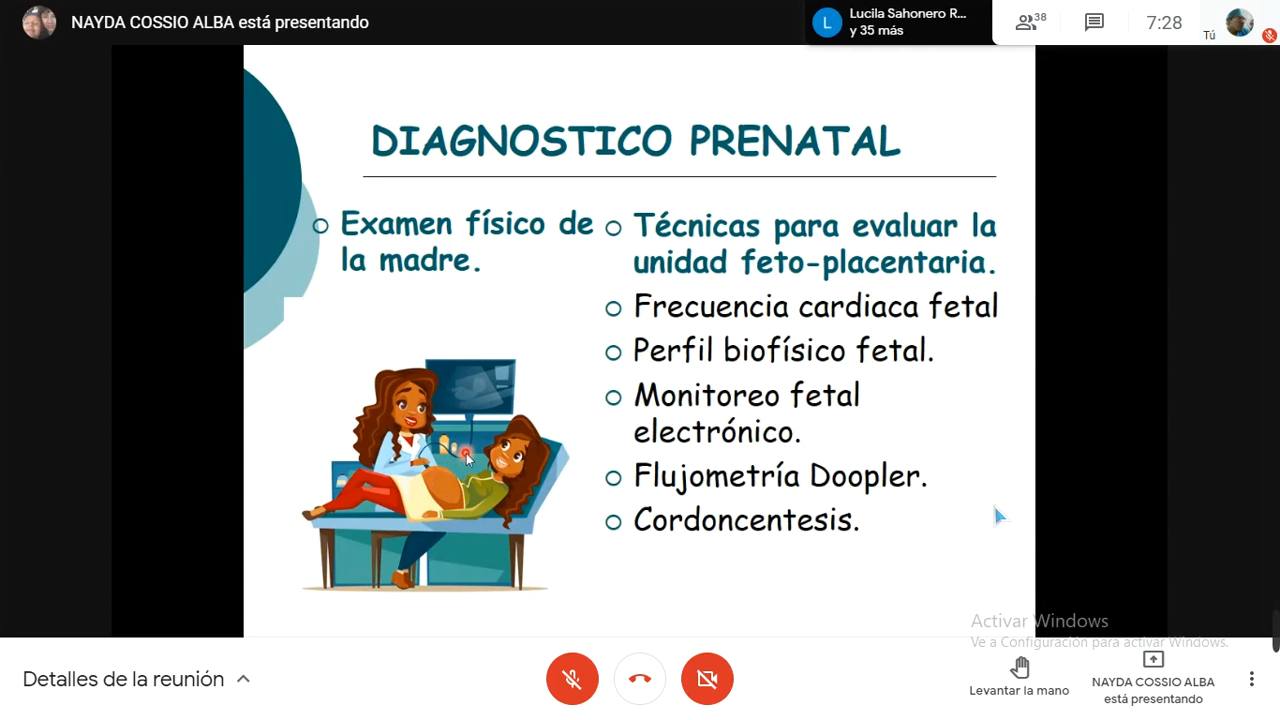 NAYDA COSSIO ALBA está presentando
L
Lucila Sahonero R...
y 35 más
38
7:28
Tú
DIAGNOSTICO PRENATAL
Examen físico de
la madre.
Técnicas para evaluar la
unidad feto-placentaria.
Frecuencia cardiaca fetal
Perfil biofísico fetal.
Monitoreo fetal
electrónico.
Flujometría Doopler.
Cordoncentesis.
Activar Windows
Ve a Configuración para activar Windows.
Detalles de la reunión
Levantar la mano
NAYDA COSSIO ALBA
está presentando